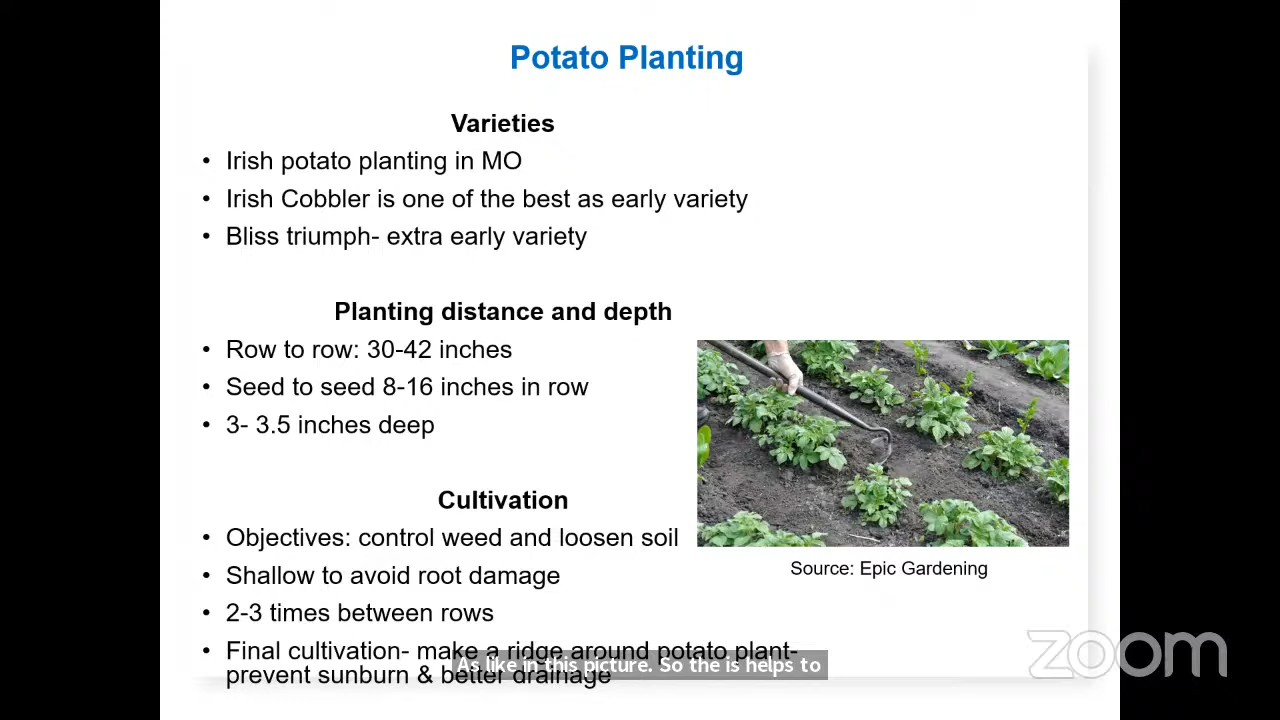 Potato Planting
Varieties
• Irish potato planting in MO
• Irish Cobbler is one of the best as early variety
• Bliss triumph- extra early variety
Planting distance and depth
• Row to row: 30-42 inches
• Seed to seed 8-16 inches in row
• 3- 3.5 inches deep
Cultivation
• Objectives: control weed and loosen soil
• Shallow to avoid root damage
• 2-3 times between rows
• Final cultivation- make a ridge around potato plant-
prevent sunburn & better drainage
As like in this picture. So the is helps to
Source: Epic Gardening
zoom